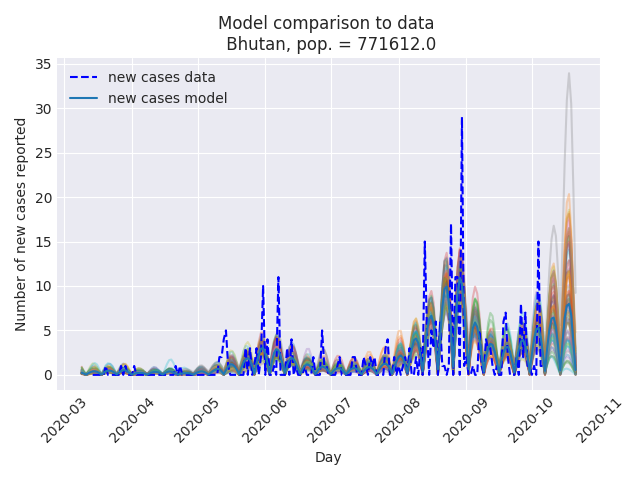 Model comparison to data
Bhutan, pop. = 771612.0
new cases data
new cases model
Number of new cases reported
35
30
25
20
15
10
5
0
2020-03
2020-04
2020-05
2020-06
2020-07
2020-08
2020-09
2020-10
2020-11
Day